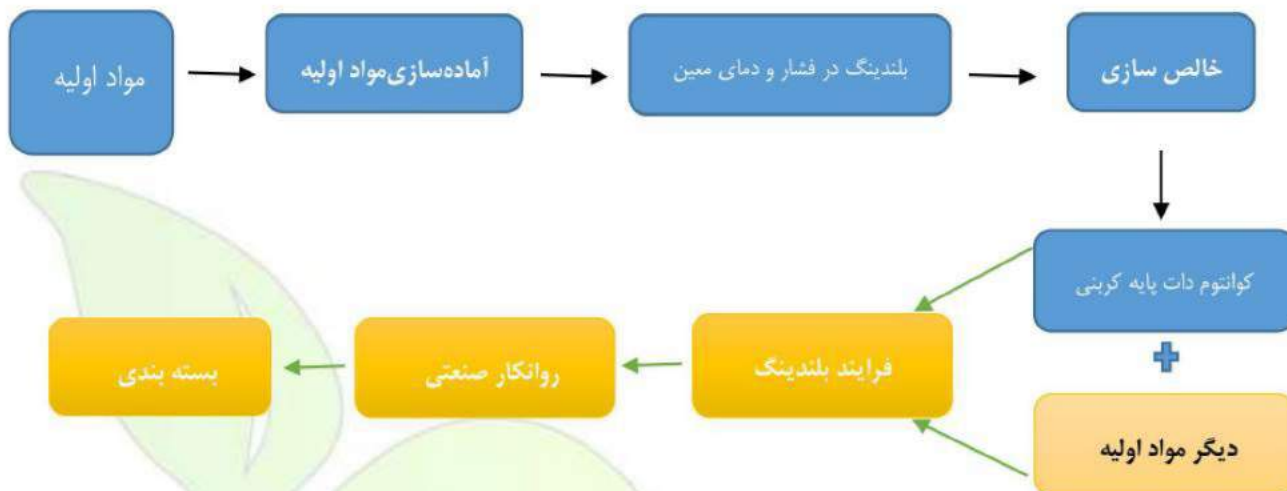 مواد اولیه
آماده‌سازی‌مواد اولیه
بلندینگ در فشار و دمای معین
خالص سازی
کوانتوم دات پایه کربنی
دیگر مواد اولیه
فرایند بلندینگ
روانکار صنعتی
بسته بندی